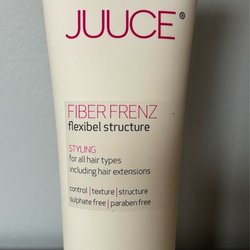 JUUCE®
FIBER FRENZ
flexibel structure
STYLING
for all hair types
including hair extensions
control | texture | structure
sulphate free | paraben free